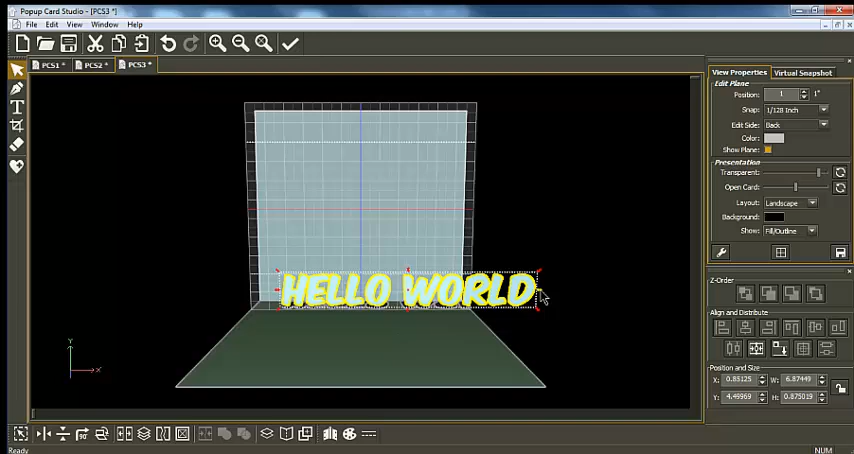 Popup Card Studio - [PCS3 *]
File Edit View Window Help
PCS1 * PCS2 * PCS3 *
View Properties Virtual Snapshot
Edit Plane
Position: 1 1"
Snap: 1/128 Inch
Edit Side: Back
Color:
Show Plane:
Presentation
Transparent:
Open Card:
Layout: Landscape
Background:
Show: Fill/Outline
HELLO WORLD
Z-Order
Align and Distribute
Position and Size
X: 0.85125 W: 6.87449
Y: 4.49969 H: 0.875019
Y
X
90°
Ready NUM